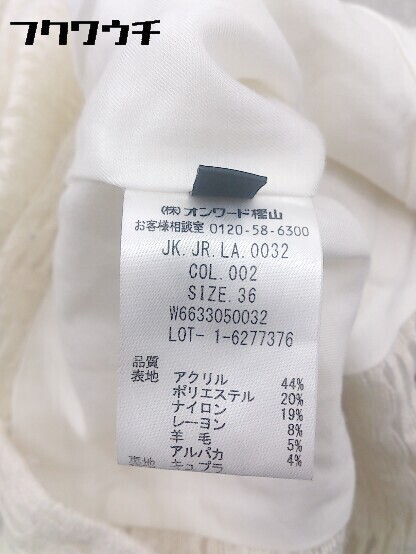 フクワウチ
(株)オンワード樫山
お客様相談室 0120-58-6300
JK.JR.LA.0032
COL.002
SIZE.36
W6633050032
LOT- 1-6277376
品質
表地 アクリル 44%
ポリエステル 20%
ナイロン 19%
レーヨン 8%
羊毛 5%
アルパカ 4%
裏地 キュプラ